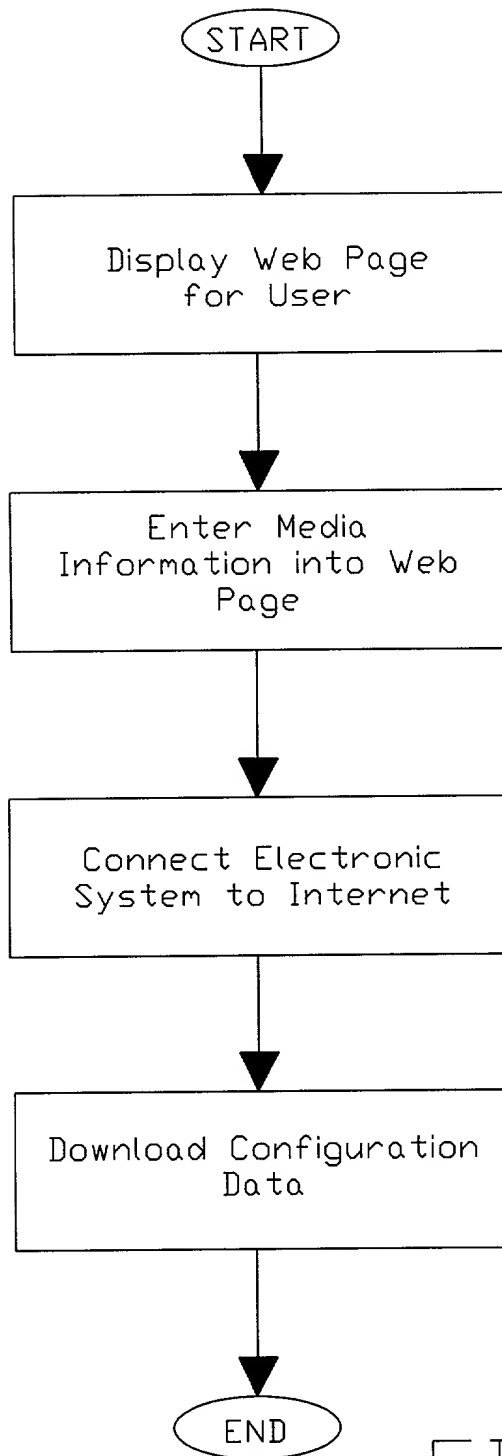 START
Display Web Page
for User
Enter Media
Information into Web
Page
Connect Electronic
System to Internet
Download Configuration
Data
END